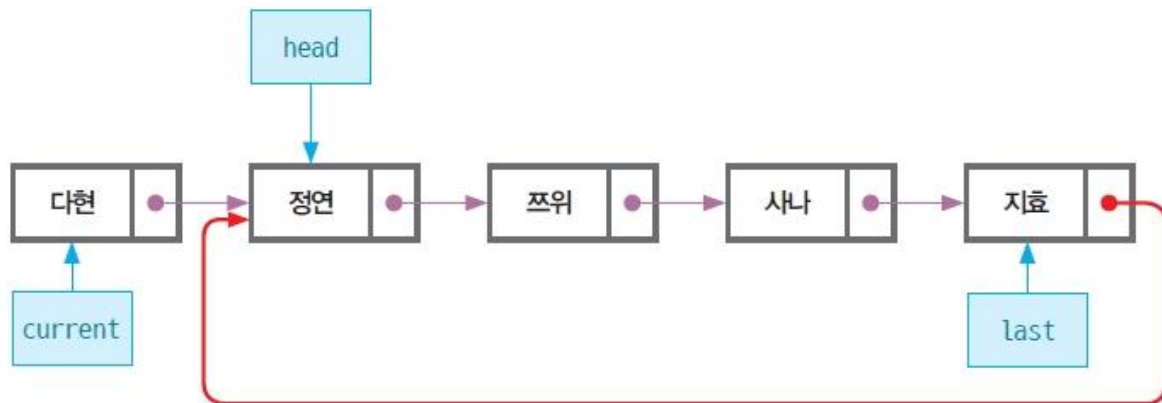 head
다현
정연
쯔위
사나
지효
current
last